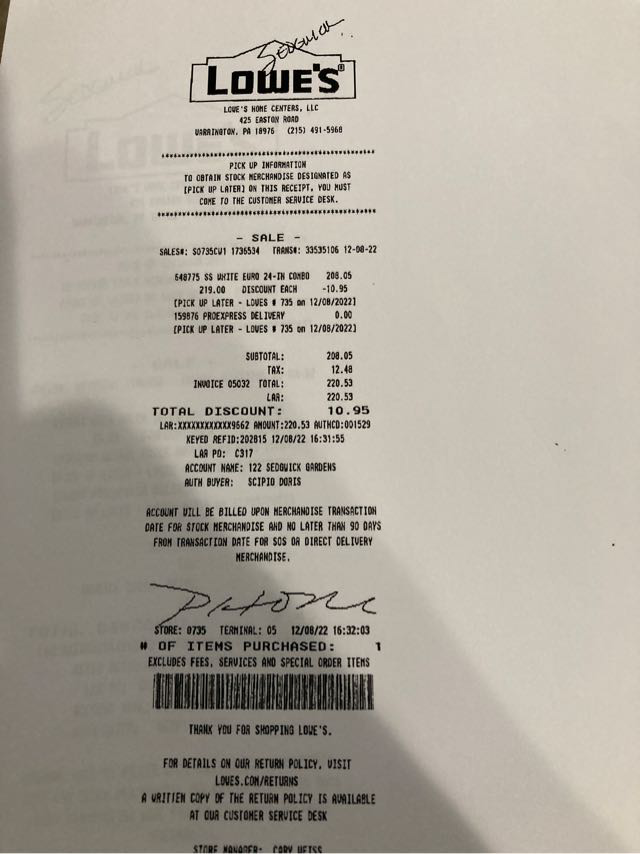 SEDGWICK
LOWE'S®
LOWE'S HOME CENTERS, LLC
425 EASTON ROAD
WARRINGTON, PA 18976 (215) 491-5968
PICK UP INFORMATION
TO OBTAIN STOCK MERCHANDISE DESIGNATED AS
[PICK UP LATER] ON THIS RECEIPT, YOU MUST
COME TO THE CUSTOMER SERVICE DESK.
- SALE -
SALES#: S0735CW1 1736534 TRANS#: 33535106 12-08-22
648775 SS WHITE EURO 24-IN COMBO 208.05
219.00 DISCOUNT EACH -10.95
[PICK UP LATER - LOWES # 735 on 12/08/2022]
159876 PROEXPRESS DELIVERY 0.00
[PICK UP LATER - LOWES # 735 on 12/08/2022]
SUBTOTAL: 208.05
TAX: 12.48
INVOICE 05032 TOTAL: 220.53
LAR: 220.53
TOTAL DISCOUNT: 10.95
LAR:XXXXXXXXXXXX9662 AMOUNT:220.53 AUTHCD:001529
KEYED REFID:202815 12/08/22 16:31:55
LAR PO: C317
ACCOUNT NAME: 122 SEDGWICK GARDENS
AUTH BUYER: SCIPIO DORIS
ACCOUNT WILL BE BILLED UPON MERCHANDISE TRANSACTION
DATE FOR STOCK MERCHANDISE AND NO LATER THAN 90 DAYS
FROM TRANSACTION DATE FOR SOS OR DIRECT DELIVERY
MERCHANDISE.
STORE: 0735 TERMINAL: 05 12/08/22 16:32:03
# OF ITEMS PURCHASED: 1
EXCLUDES FEES, SERVICES AND SPECIAL ORDER ITEMS
THANK YOU FOR SHOPPING LOWE'S.
FOR DETAILS ON OUR RETURN POLICY, VISIT
LOWES.COM/RETURNS
A WRITTEN COPY OF THE RETURN POLICY IS AVAILABLE
AT OUR CUSTOMER SERVICE DESK
STORE MANAGER: CORY WEISS